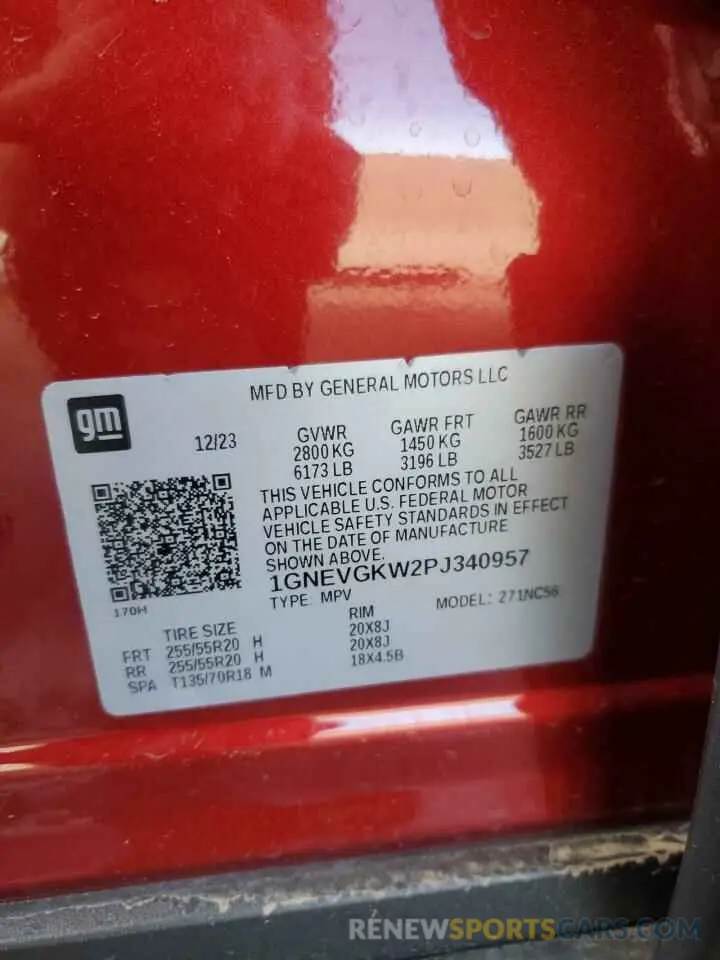 MFD BY GENERAL MOTORS LLC
gm
12/23
GVWR GAWR FRT GAWR RR
2800 KG 1450 KG 1600 KG
6173 LB 3196 LB 3527 LB
THIS VEHICLE CONFORMS TO ALL
APPLICABLE U.S. FEDERAL MOTOR
VEHICLE SAFETY STANDARDS IN EFFECT
ON THE DATE OF MANUFACTURE
SHOWN ABOVE.
1GNEVGKW2PJ340957
TYPE: MPV MODEL: 271NC56
170H
TIRE SIZE RIM
FRT 255/55R20 H 20X8J
RR 255/55R20 H 20X8J
SPA T135/70R18 M 18X4.5B
RENEWSPORTSCARS.COM